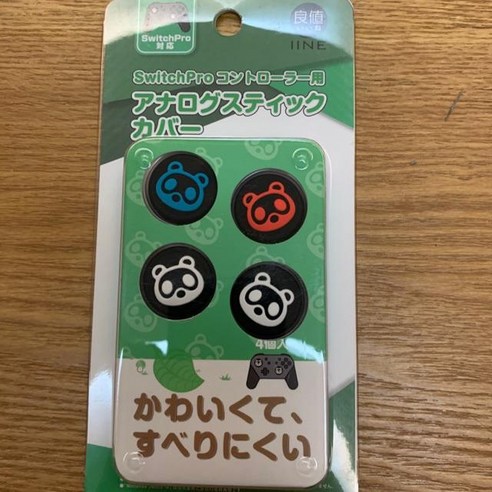 SwitchPro
対応
良値
IINE
SwitchPro コントローラー用
アナログスティック
カバー
4個入
かわいくて、
すべりにくい